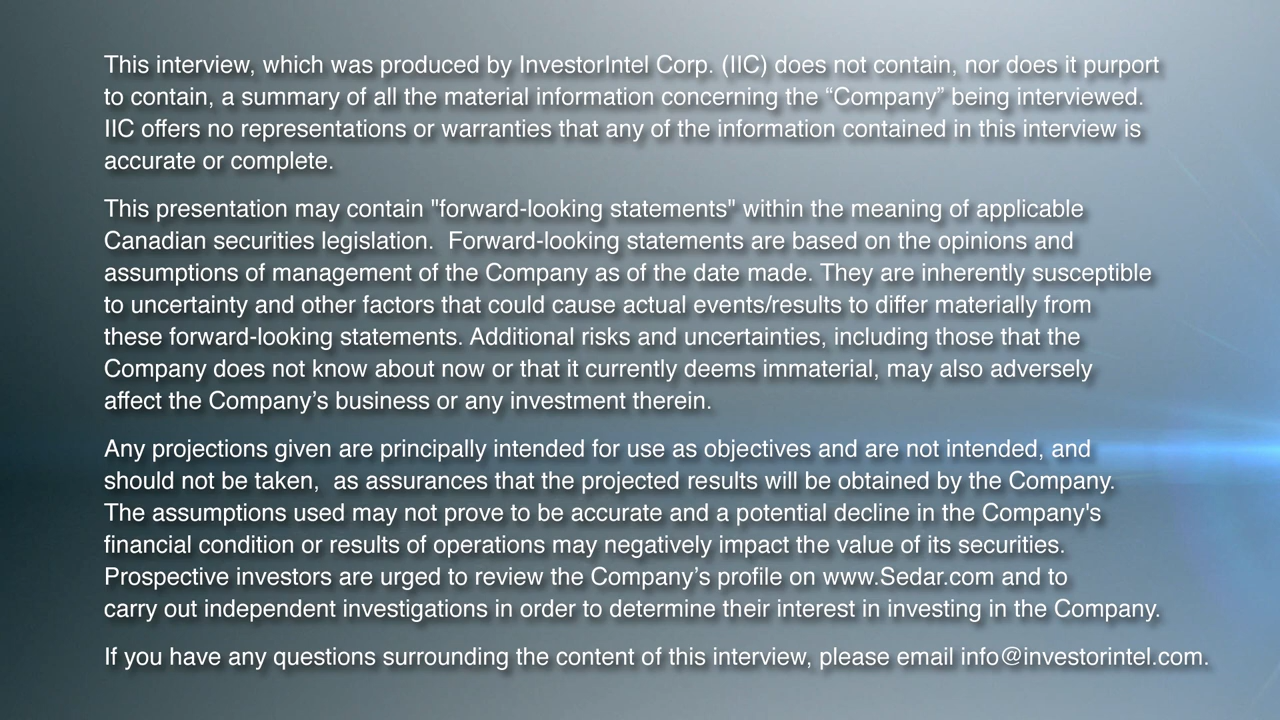 This interview, which was produced by InvestorIntel Corp. (IIC) does not contain, nor does it purport
to contain, a summary of all the material information concerning the “Company” being interviewed.
IIC offers no representations or warranties that any of the information contained in this interview is
accurate or complete.
This presentation may contain "forward-looking statements" within the meaning of applicable
Canadian securities legislation.  Forward-looking statements are based on the opinions and
assumptions of management of the Company as of the date made. They are inherently susceptible
to uncertainty and other factors that could cause actual events/results to differ materially from
these forward-looking statements. Additional risks and uncertainties, including those that the
Company does not know about now or that it currently deems immaterial, may also adversely
affect the Company’s business or any investment therein.
Any projections given are principally intended for use as objectives and are not intended, and
should not be taken,  as assurances that the projected results will be obtained by the Company.
The assumptions used may not prove to be accurate and a potential decline in the Company's
financial condition or results of operations may negatively impact the value of its securities.
Prospective investors are urged to review the Company’s profile on www.Sedar.com and to
carry out independent investigations in order to determine their interest in investing in the Company.
If you have any questions surrounding the content of this interview, please email info@investorintel.com.